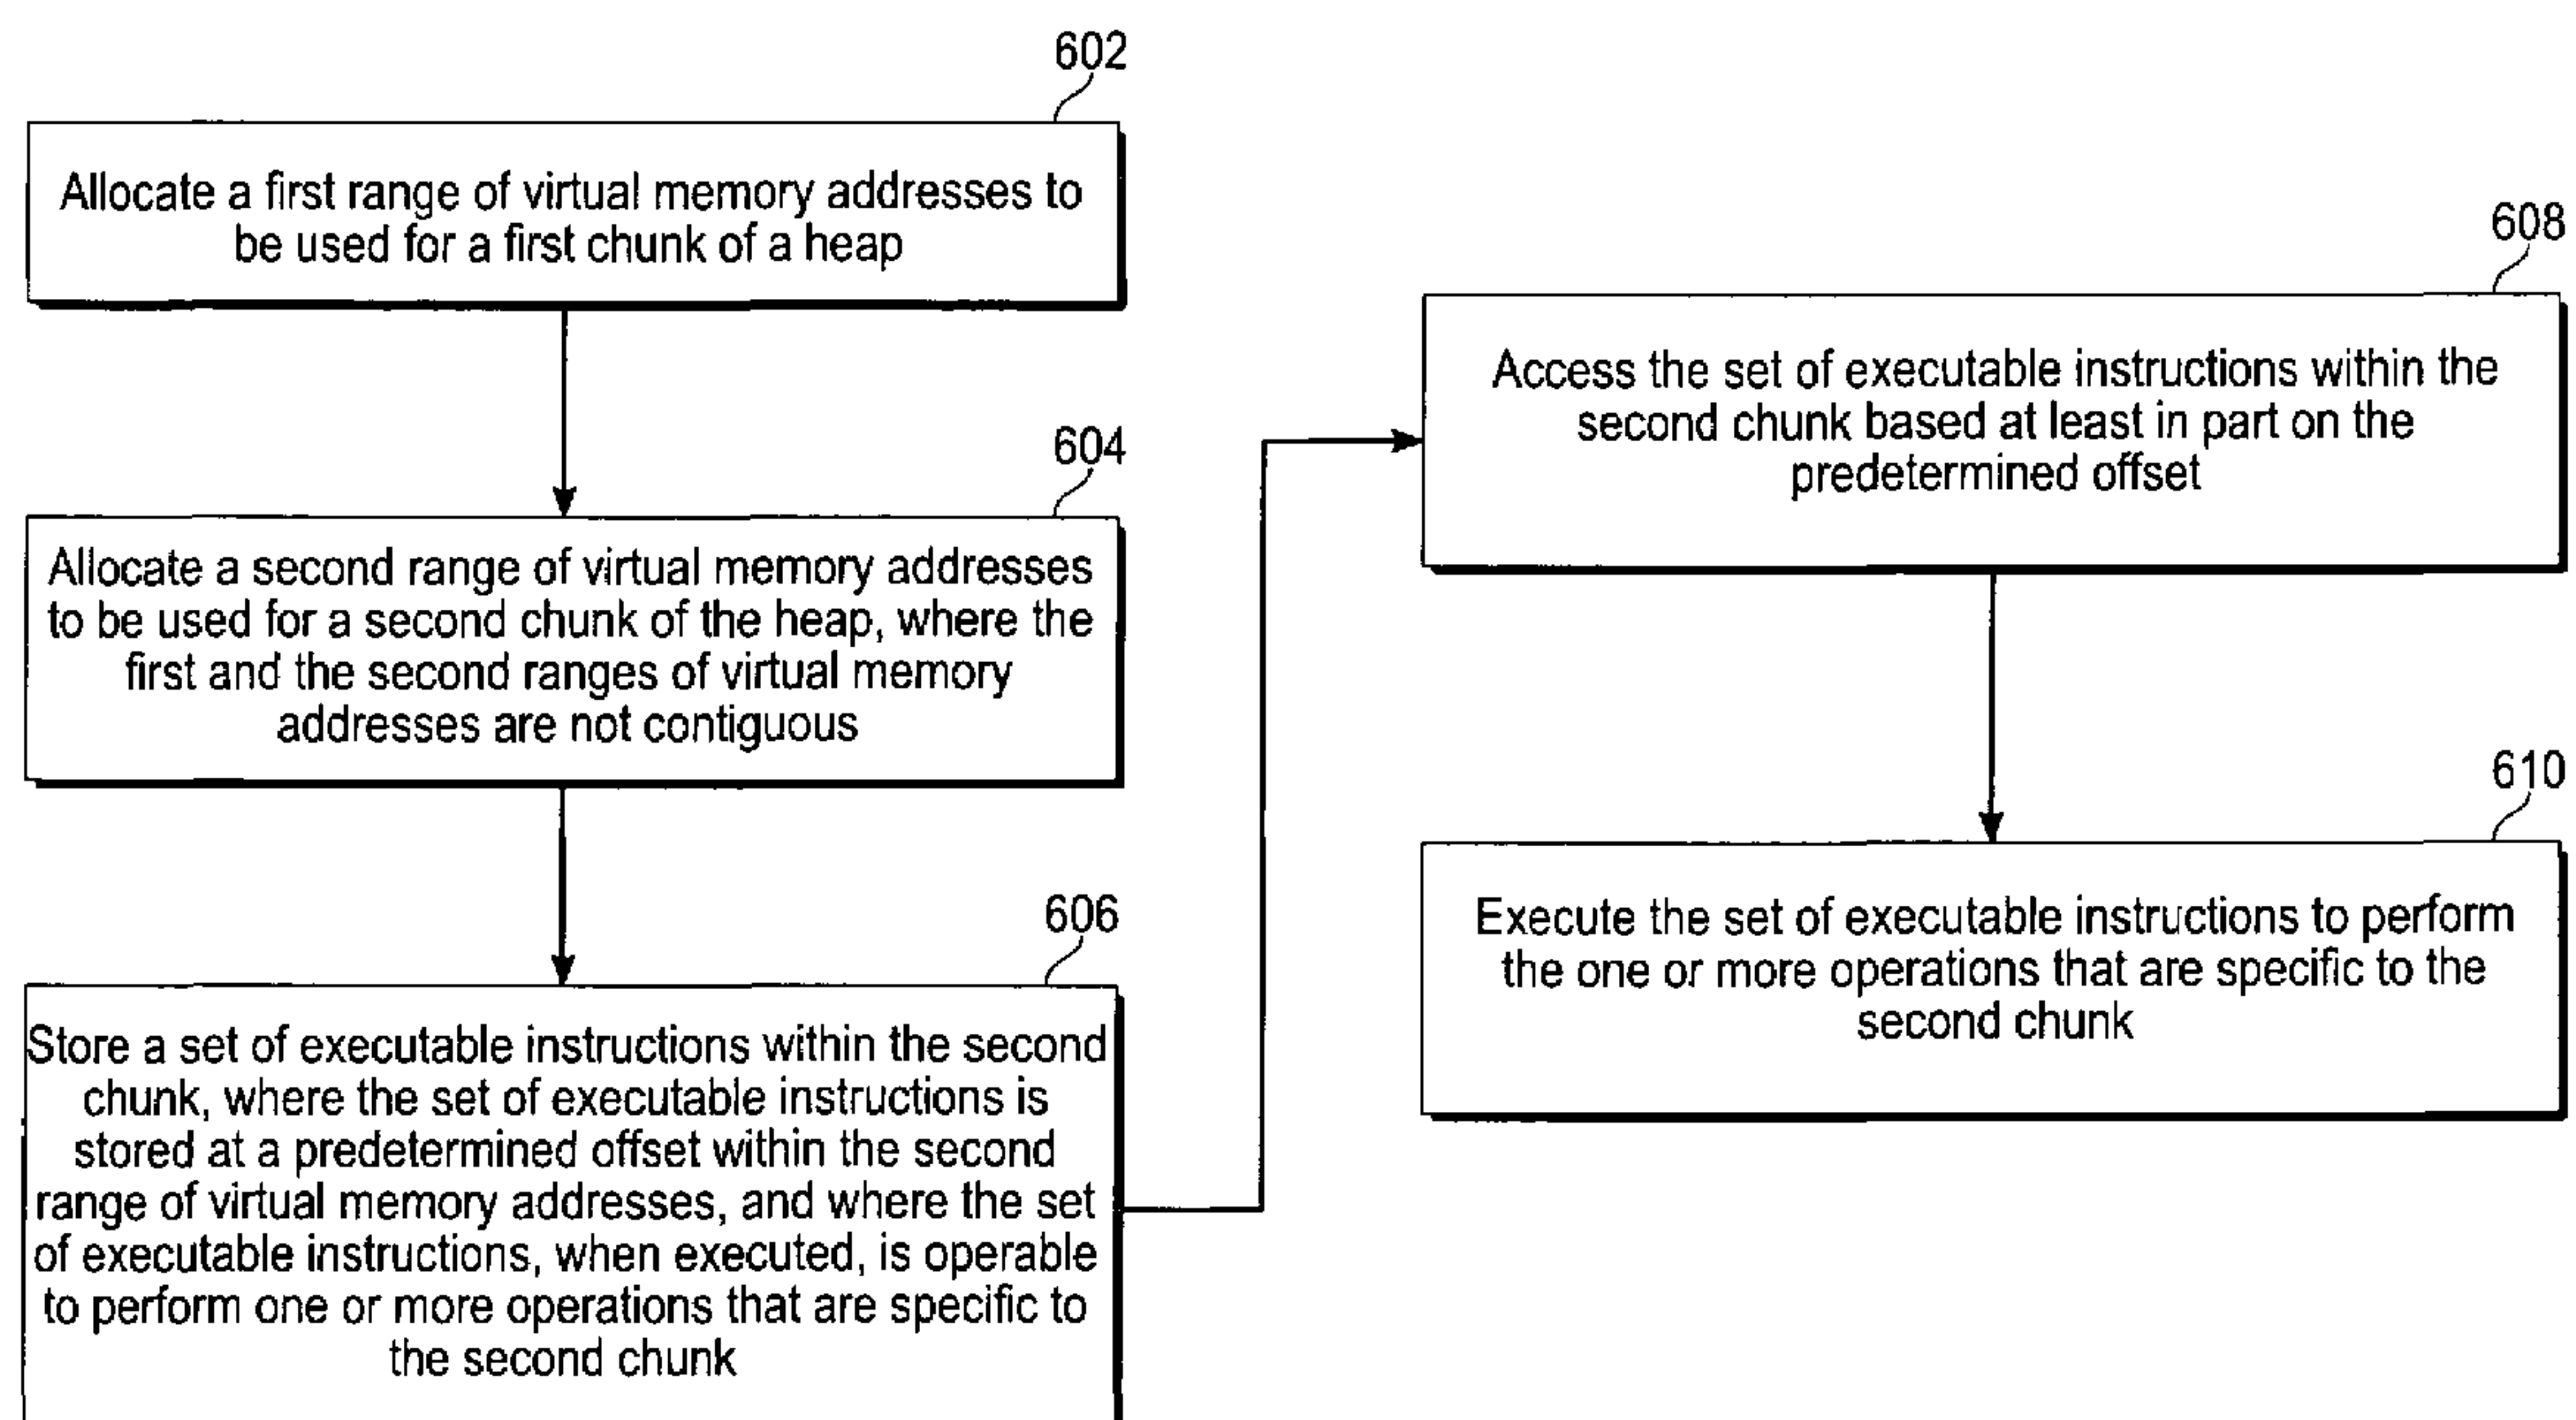 602
Allocate a first range of virtual memory addresses to
be used for a first chunk of a heap
604
Allocate a second range of virtual memory addresses
to be used for a second chunk of the heap, where the
first and the second ranges of virtual memory
addresses are not contiguous
606
Store a set of executable instructions within the second
chunk, where the set of executable instructions is
stored at a predetermined offset within the second
range of virtual memory addresses, and where the set
of executable instructions, when executed, is operable
to perform one or more operations that are specific to
the second chunk
608
Access the set of executable instructions within the
second chunk based at least in part on the
predetermined offset
610
Execute the set of executable instructions to perform
the one or more operations that are specific to the
second chunk